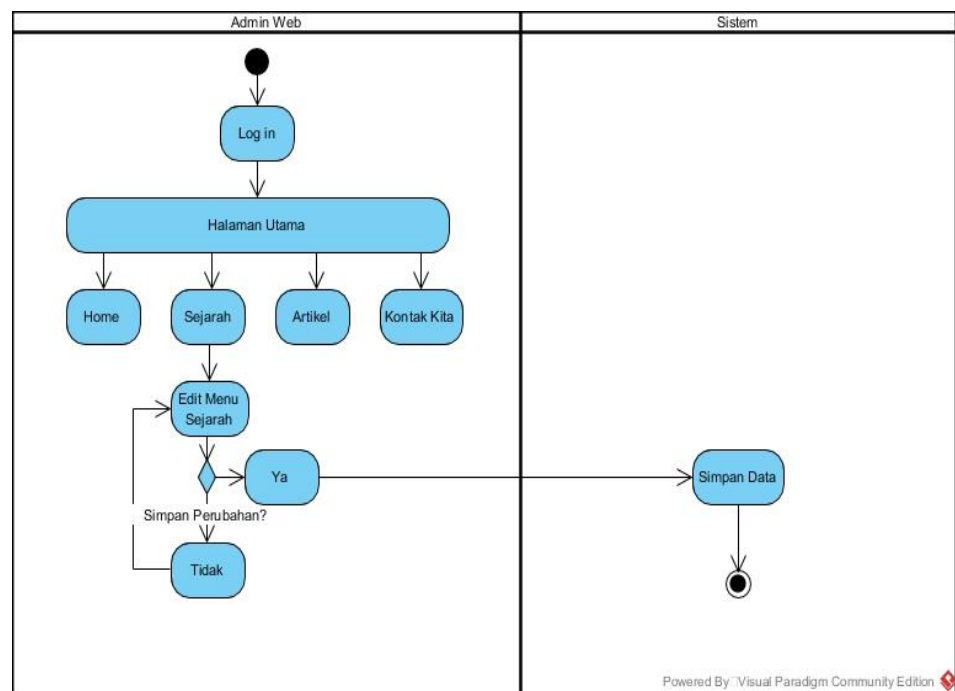 Admin Web
Sistem
Log in
Halaman Utama
Home
Sejarah
Artikel
Kontak Kita
Edit Menu
Sejarah
Ya
Simpan Data
Simpan Perubahan?
Tidak
Powered By Visual Paradigm Community Edition